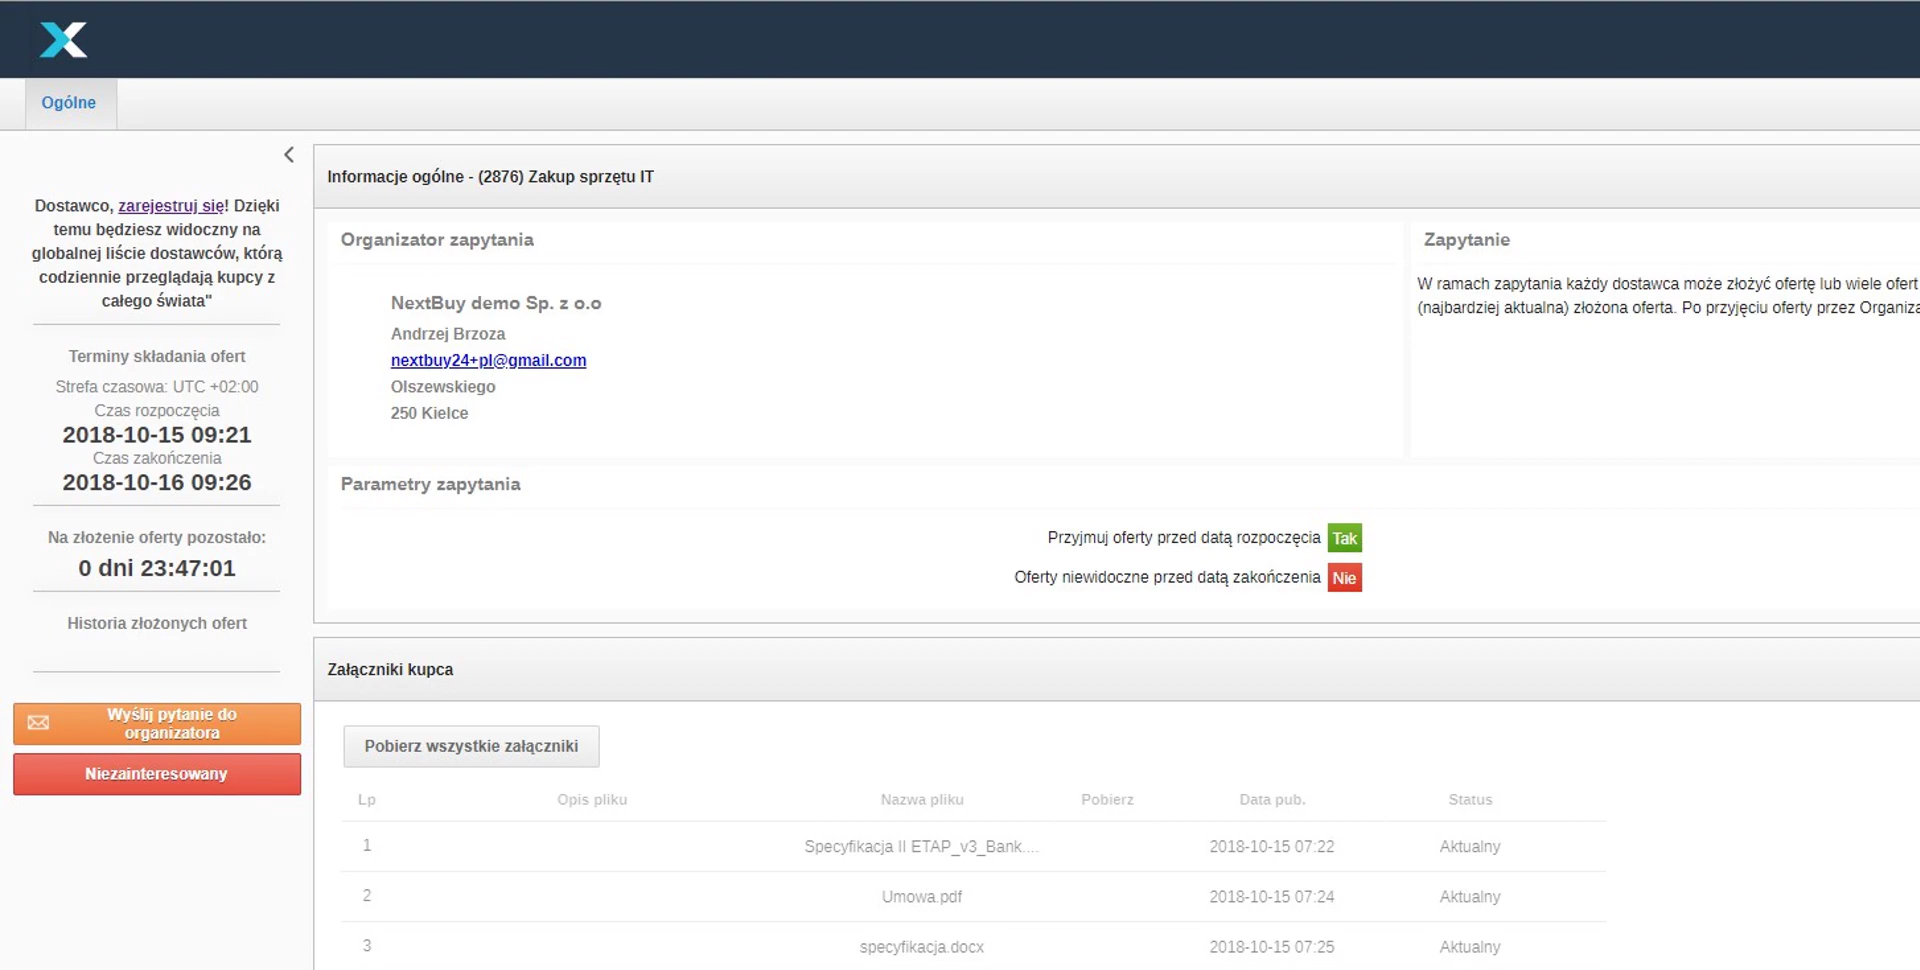 Ogólne
Dostawco, zarejestruj się! Dzięki
temu będziesz widoczny na
globalnej liście dostawców, którą
codziennie przeglądają kupcy z
całego świata"
Terminy składania ofert
Strefa czasowa: UTC +02:00
Czas rozpoczęcia
2018-10-15 09:21
Czas zakończenia
2018-10-16 09:26
Na złożenie oferty pozostało:
0 dni 23:47:01
Historia złożonych ofert
Wyślij pytanie do
organizatora
Niezainteresowany
Informacje ogólne - (2876) Zakup sprzętu IT
Organizator zapytania
NextBuy demo Sp. z o.o
Andrzej Brzoza
nextbuy24+pl@gmail.com
Olszewskiego
250 Kielce
Zapytanie
W ramach zapytania każdy dostawca może złożyć ofertę lub wiele ofert
(najbardziej aktualna) złożona oferta. Po przyjęciu oferty przez Organiza
Parametry zapytania
Przyjmuj oferty przed datą rozpoczęcia Tak
Oferty niewidoczne przed datą zakończenia Nie
Załączniki kupca
Pobierz wszystkie załączniki
Lp Opis pliku Nazwa pliku Pobierz Data pub. Status
1 Specyfikacja II ETAP_v3_Bank.... 2018-10-15 07:22 Aktualny
2 Umowa.pdf 2018-10-15 07:24 Aktualny
3 specyfikacja.docx 2018-10-15 07:25 Aktualny